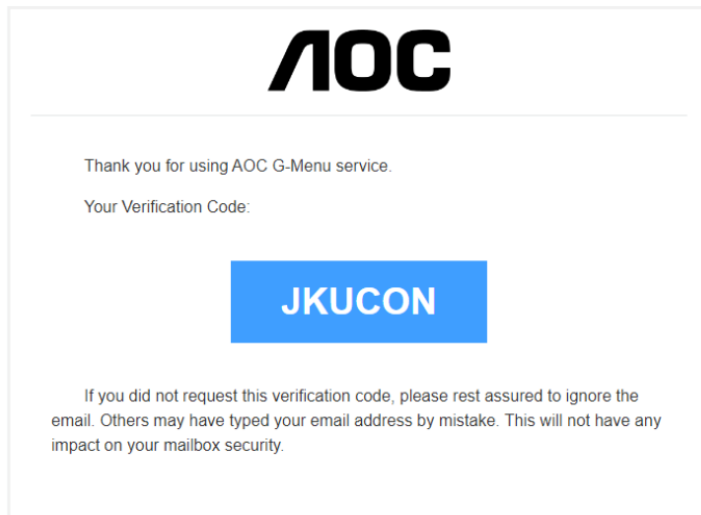 AOC
Thank you for using AOC G-Menu service.
Your Verification Code:
JKUCON
If you did not request this verification code, please rest assured to ignore the
email. Others may have typed your email address by mistake. This will not have any
impact on your mailbox security.